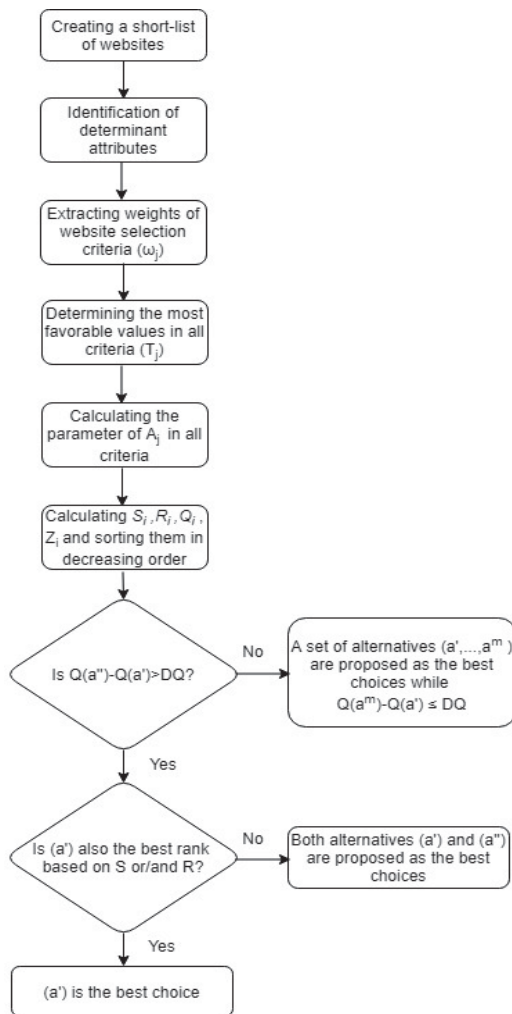 Creating a short-list
of websites
Identification of
determinant
attributes
Extracting weights of
website selection
criteria (ωj)
Determining the most
favorable values in all
criteria (Tj)
Calculating the
parameter of Aj in all
criteria
Calculating Si ,Ri ,Qi ,
Zi and sorting them in
decreasing order
Is Q(a'')-Q(a')>DQ?
No
A set of alternatives (a',...,aᵐ )
are proposed as the best
choices while
Q(aᵐ)-Q(a') ≤ DQ
Yes
Is (a') also the best rank
based on S or/and R?
No
Both alternatives (a') and (a'')
are proposed as the best
choices
Yes
(a') is the best choice